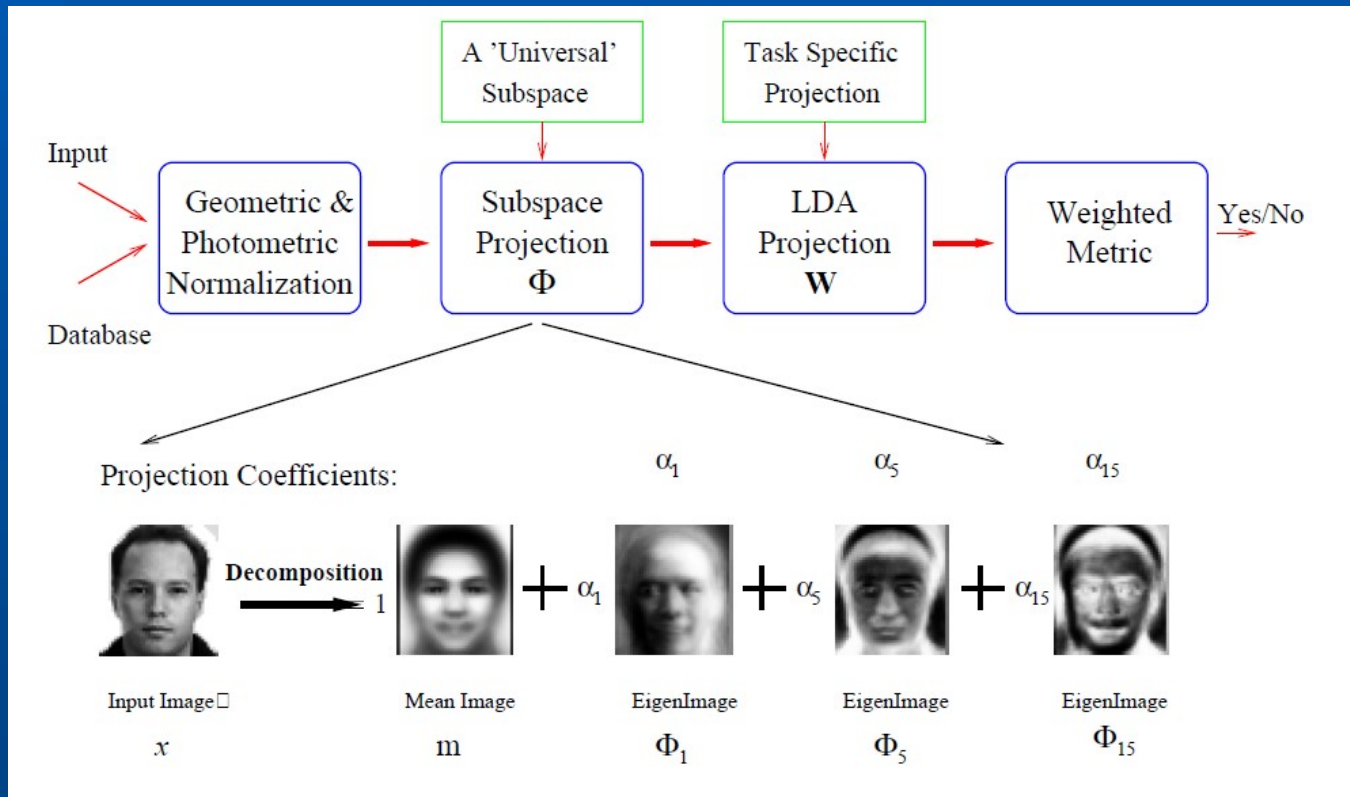 A 'Universal'
Subspace
Task Specific
Projection
Input
Database
Geometric &
Photometric
Normalization
Subspace
Projection
Φ
LDA
Projection
W
Weighted
Metric
Yes/No
Projection Coefficients:
α₁
α₅
α₁₅
Decomposition
= 1
+ α₁
+ α₅
+ α₁₅
Input Image□
Mean Image
EigenImage
EigenImage
EigenImage
x
m
Φ₁
Φ₅
Φ₁₅